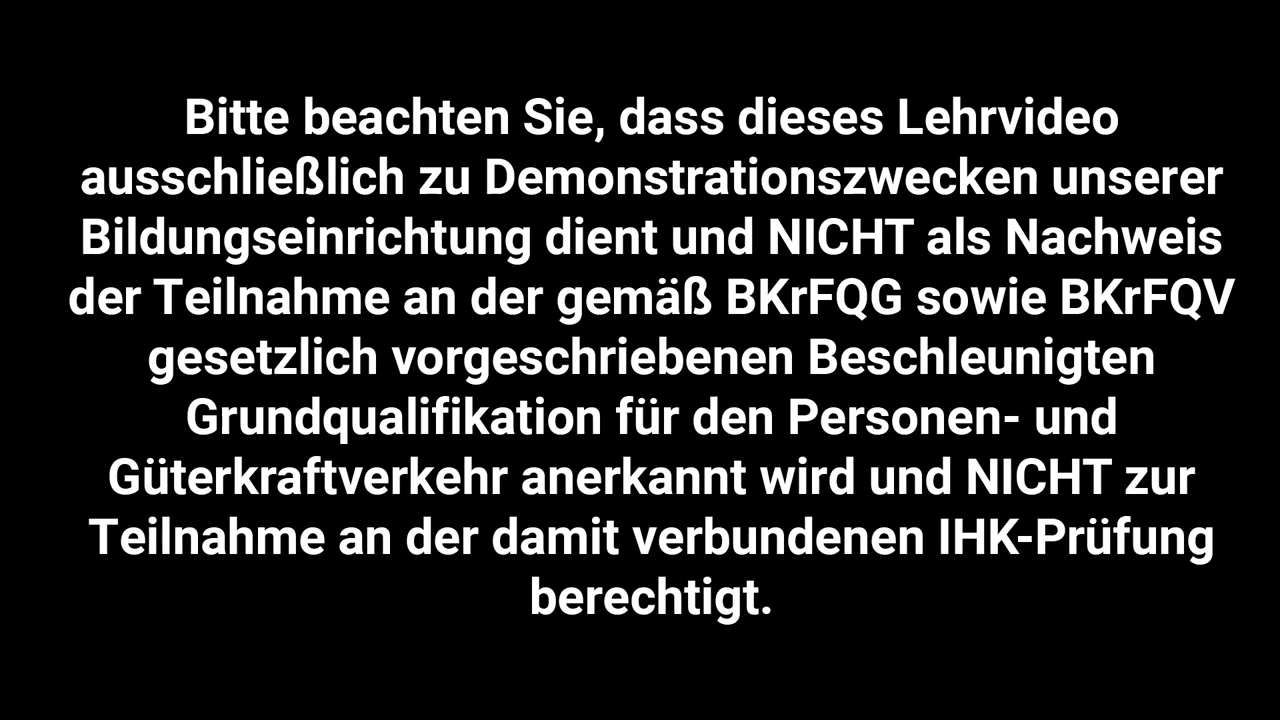 Bitte beachten Sie, dass dieses Lehrvideo
ausschließlich zu Demonstrationszwecken unserer
Bildungseinrichtung dient und NICHT als Nachweis
der Teilnahme an der gemäß BKrFQG sowie BKrFQV
gesetzlich vorgeschriebenen Beschleunigten
Grundqualifikation für den Personen- und
Güterkraftverkehr anerkannt wird und NICHT zur
Teilnahme an der damit verbundenen IHK-Prüfung
berechtigt.